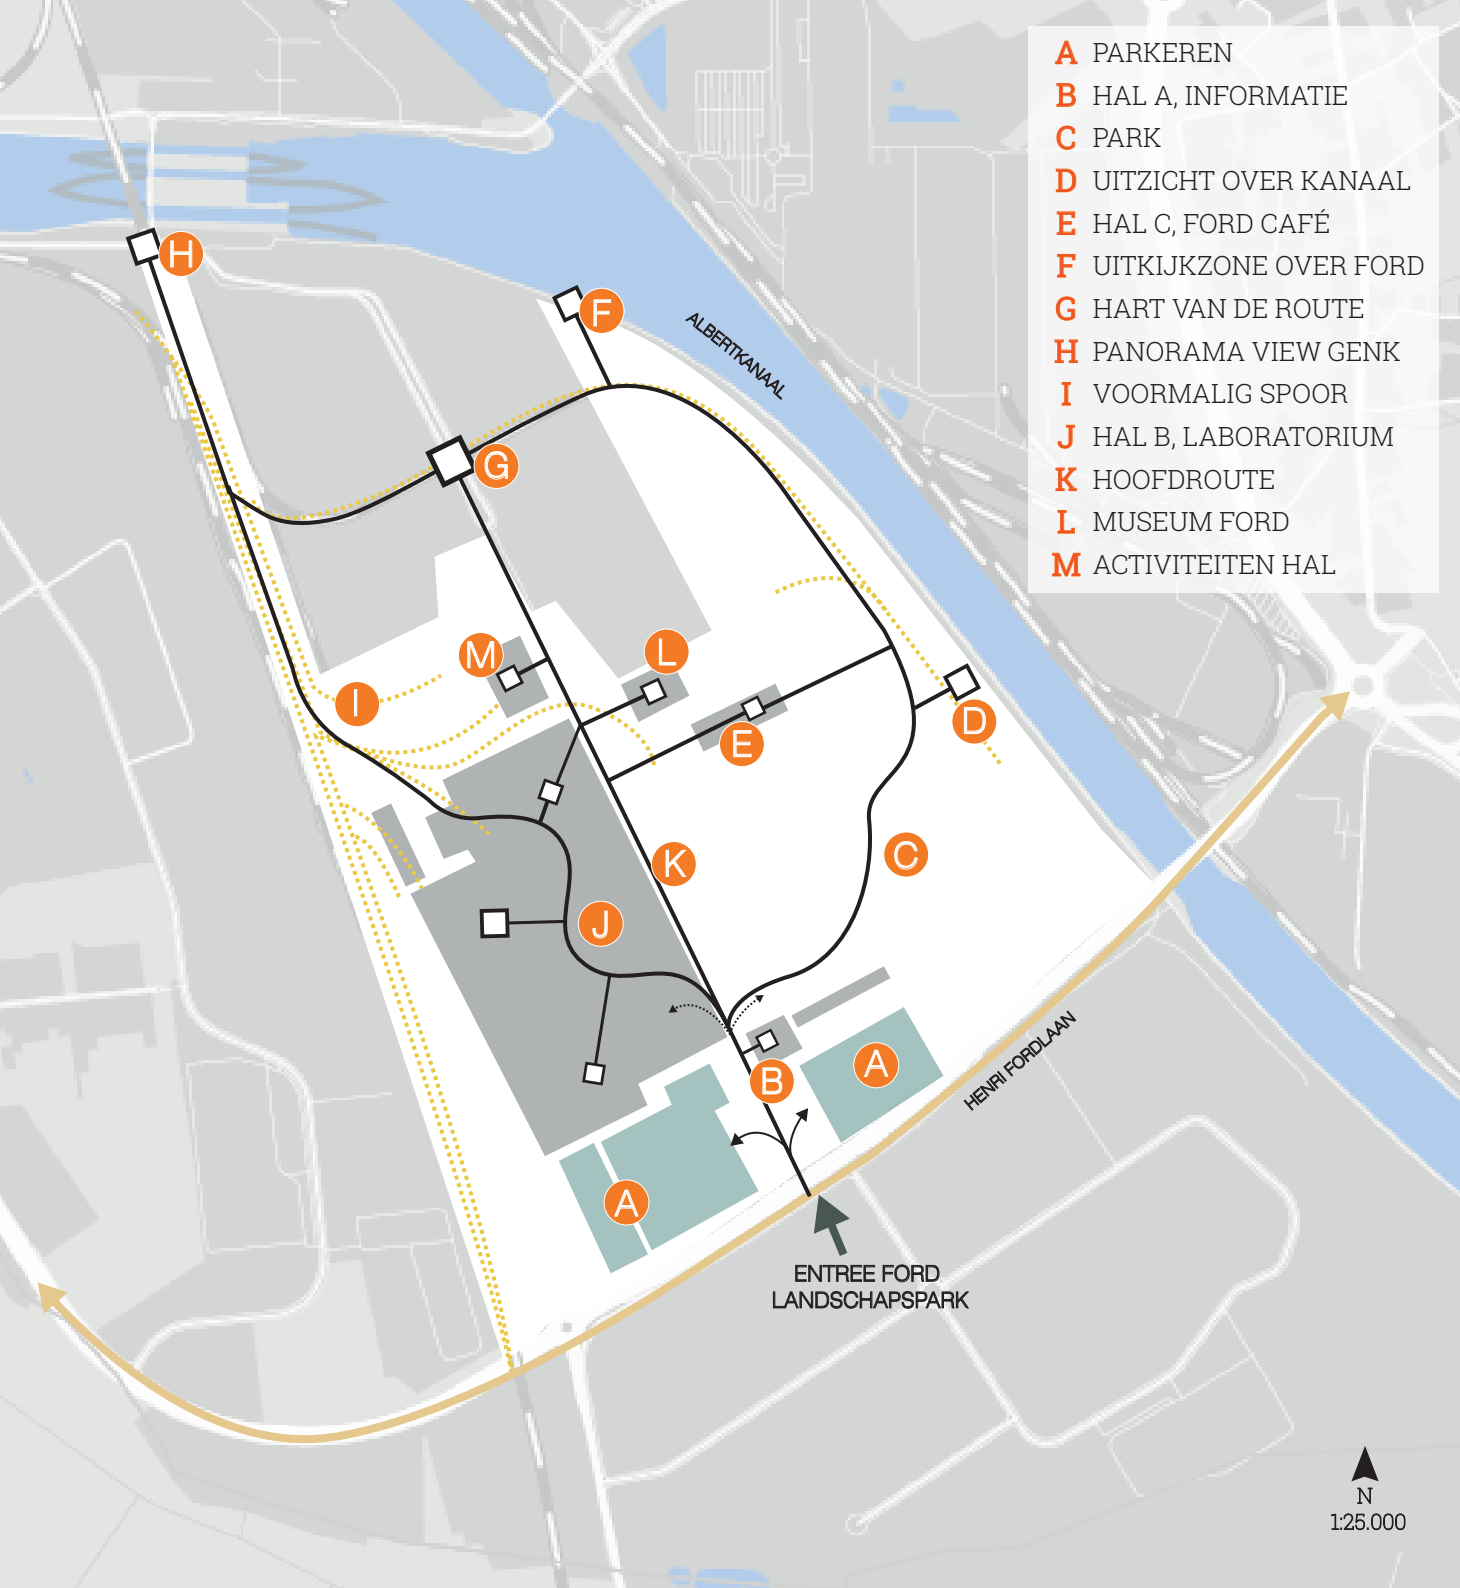 A PARKEREN
B HAL A, INFORMATIE
C PARK
D UITZICHT OVER KANAAL
E HAL C, FORD CAFÉ
F UITKIJKZONE OVER FORD
G HART VAN DE ROUTE
H PANORAMA VIEW GENK
I VOORMALIG SPOOR
J HAL B, LABORATORIUM
K HOOFDROUTE
L MUSEUM FORD
M ACTIVITEITEN HAL
H
F
ALBERTKANAAL
G
M
L
I
E
D
K
C
J
B
A
HENRI FORDLAAN
A
ENTREE FORD
LANDSCHAPSPARK
N
1:25.000